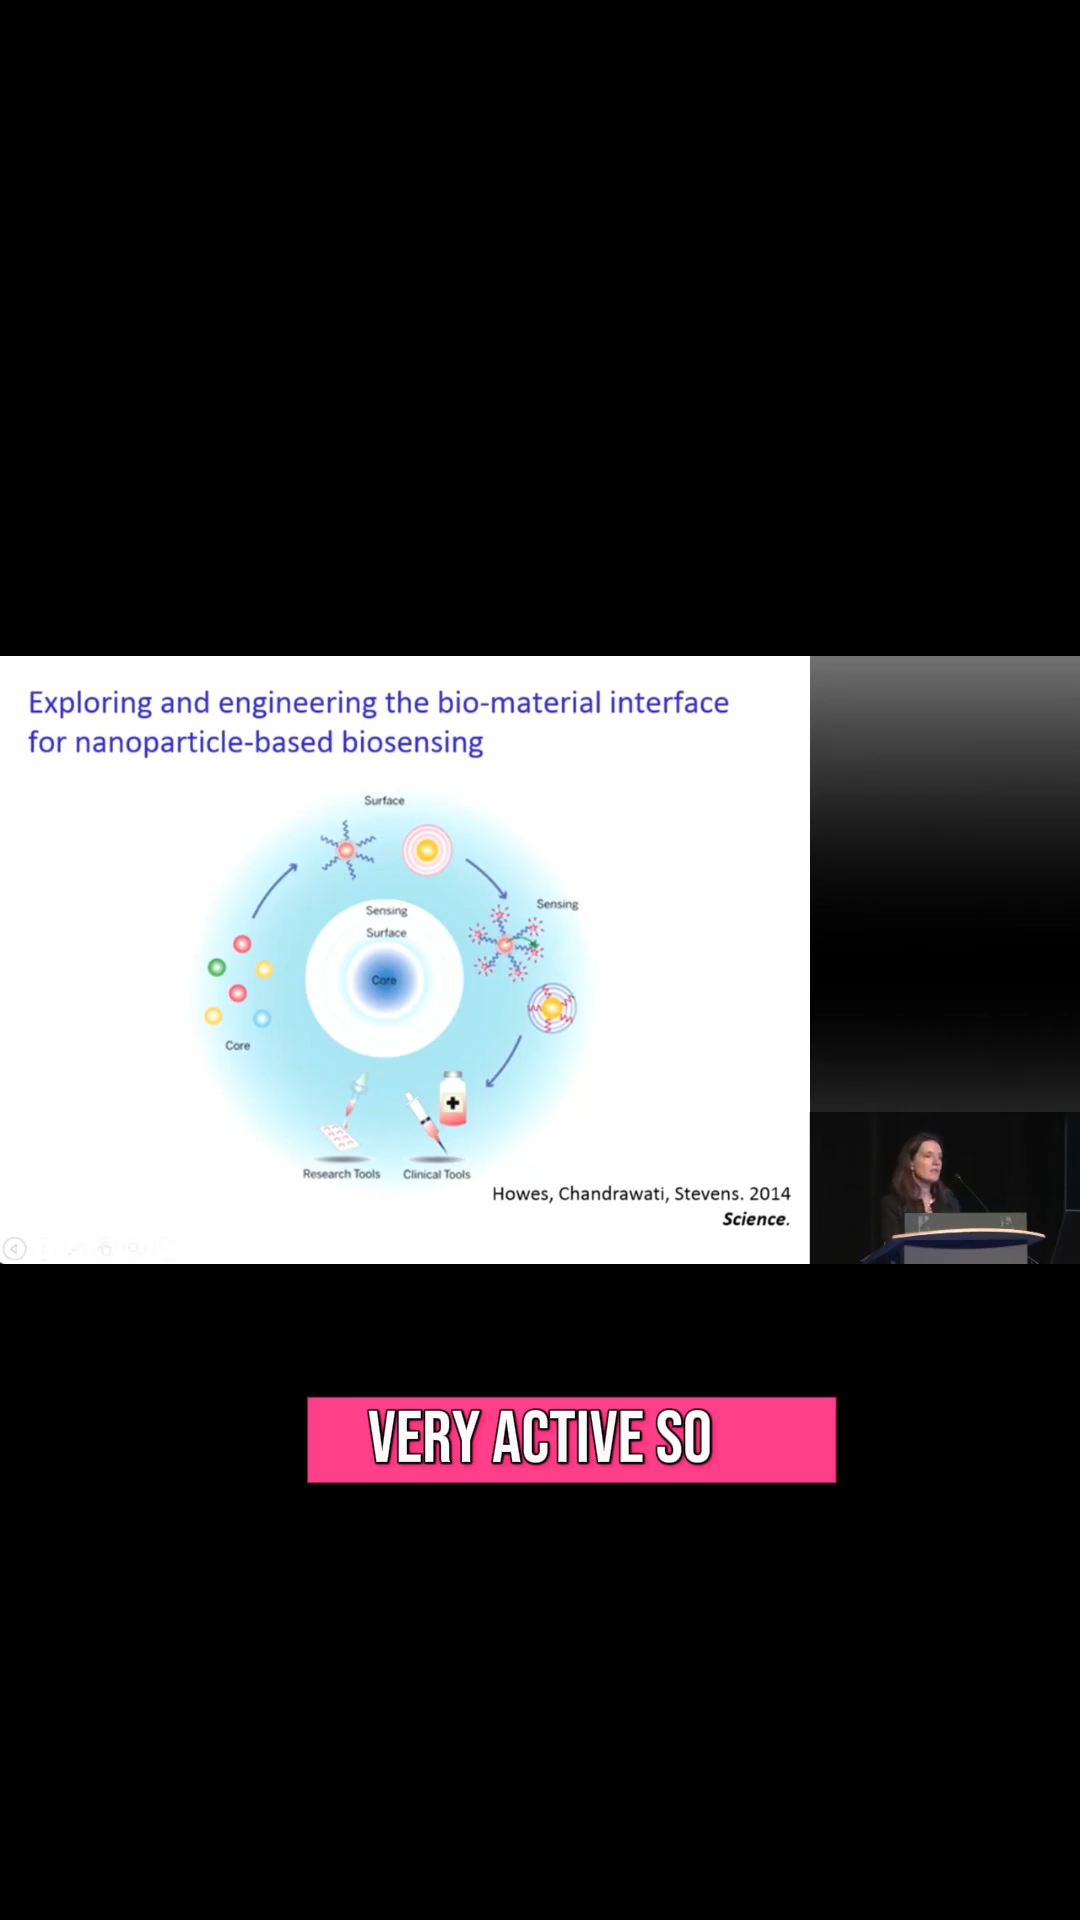 Exploring and engineering the bio-material interface
for nanoparticle-based biosensing
Surface
Sensing
Sensing
Surface
Core
Core
Research Tools
Clinical Tools
Howes, Chandrawati, Stevens. 2014
Science.
VERY ACTIVE SO